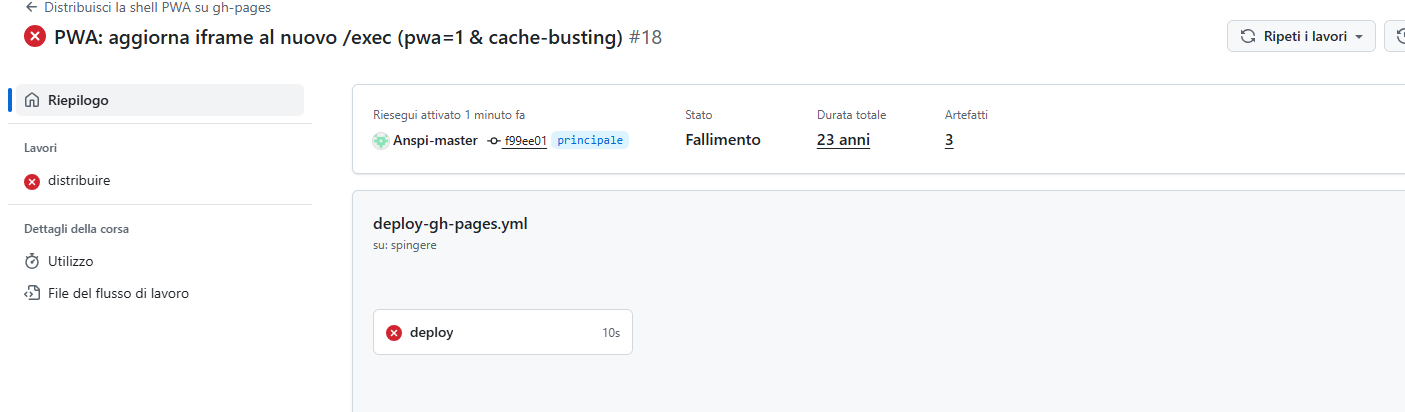 ← Distribuisci la shell PWA su gh-pages
PWA: aggiorna iframe al nuovo /exec (pwa=1 & cache-busting) #18
Ripeti i lavori
Riepilogo
Lavori
distribuire
Dettagli della corsa
Utilizzo
File del flusso di lavoro
Riesegui attivato 1 minuto fa
Anspi-master f99ee01 principale
Stato
Fallimento
Durata totale
23 anni
Artefatti
3
deploy-gh-pages.yml
su: spingere
deploy 10s